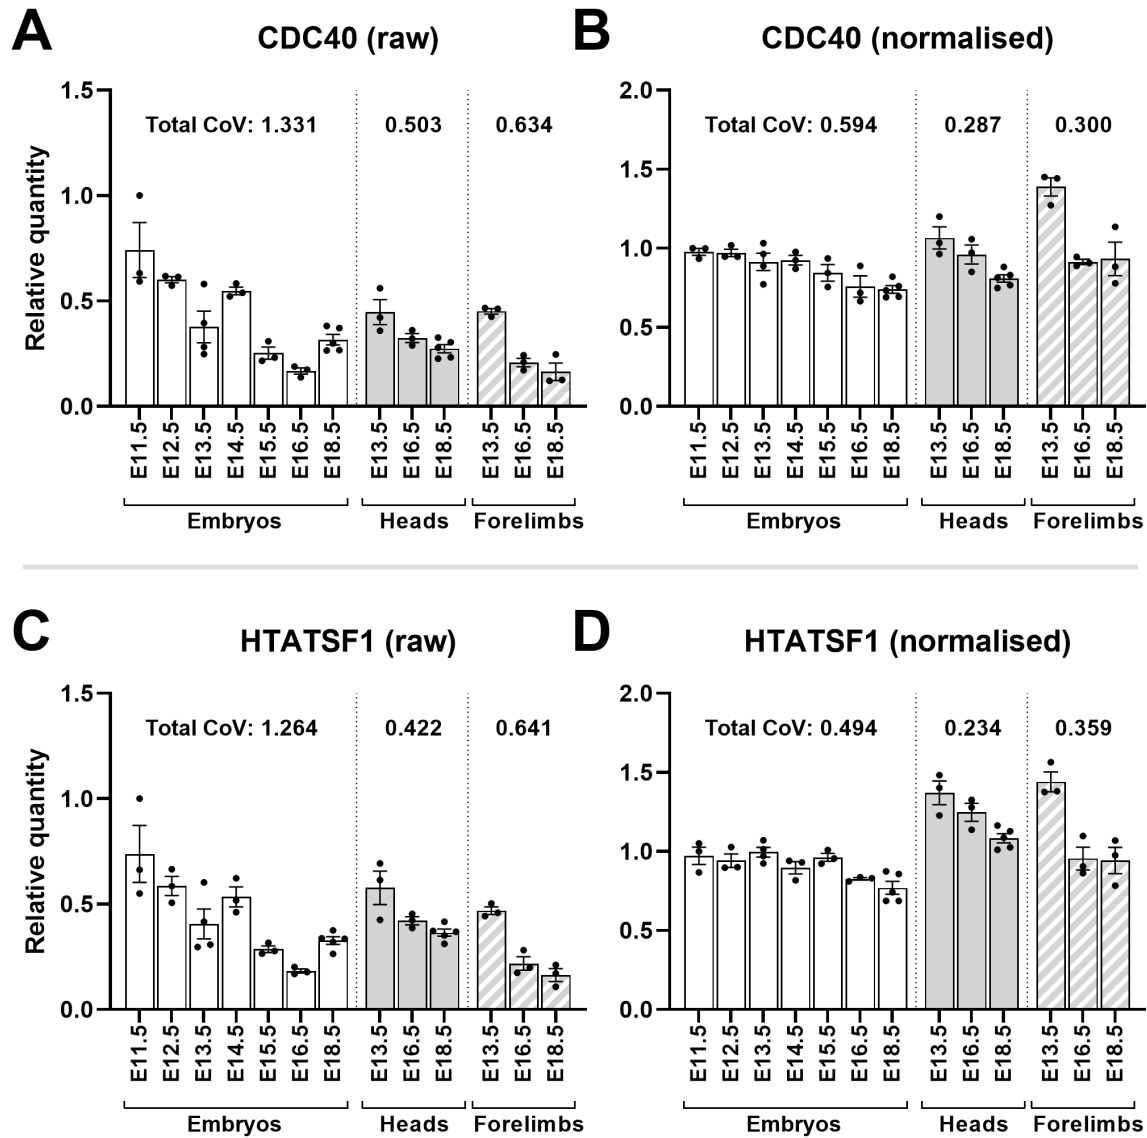 A
CDC40 (raw)
Relative quantity
1.5
1.0
0.5
0.0
Total CoV: 1.331
0.503
0.634
E11.5
E12.5
E13.5
E14.5
E15.5
E16.5
E18.5
E13.5
E16.5
E18.5
E13.5
E16.5
E18.5
Embryos
Heads
Forelimbs
B
CDC40 (normalised)
2.0
1.5
1.0
0.5
0.0
Total CoV: 0.594
0.287
0.300
E11.5
E12.5
E13.5
E14.5
E15.5
E16.5
E18.5
E13.5
E16.5
E18.5
E13.5
E16.5
E18.5
Embryos
Heads
Forelimbs
C
HTATSF1 (raw)
Relative quantity
1.5
1.0
0.5
0.0
Total CoV: 1.264
0.422
0.641
E11.5
E12.5
E13.5
E14.5
E15.5
E16.5
E18.5
E13.5
E16.5
E18.5
E13.5
E16.5
E18.5
Embryos
Heads
Forelimbs
D
HTATSF1 (normalised)
2.0
1.5
1.0
0.5
0.0
Total CoV: 0.494
0.234
0.359
E11.5
E12.5
E13.5
E14.5
E15.5
E16.5
E18.5
E13.5
E16.5
E18.5
E13.5
E16.5
E18.5
Embryos
Heads
Forelimbs